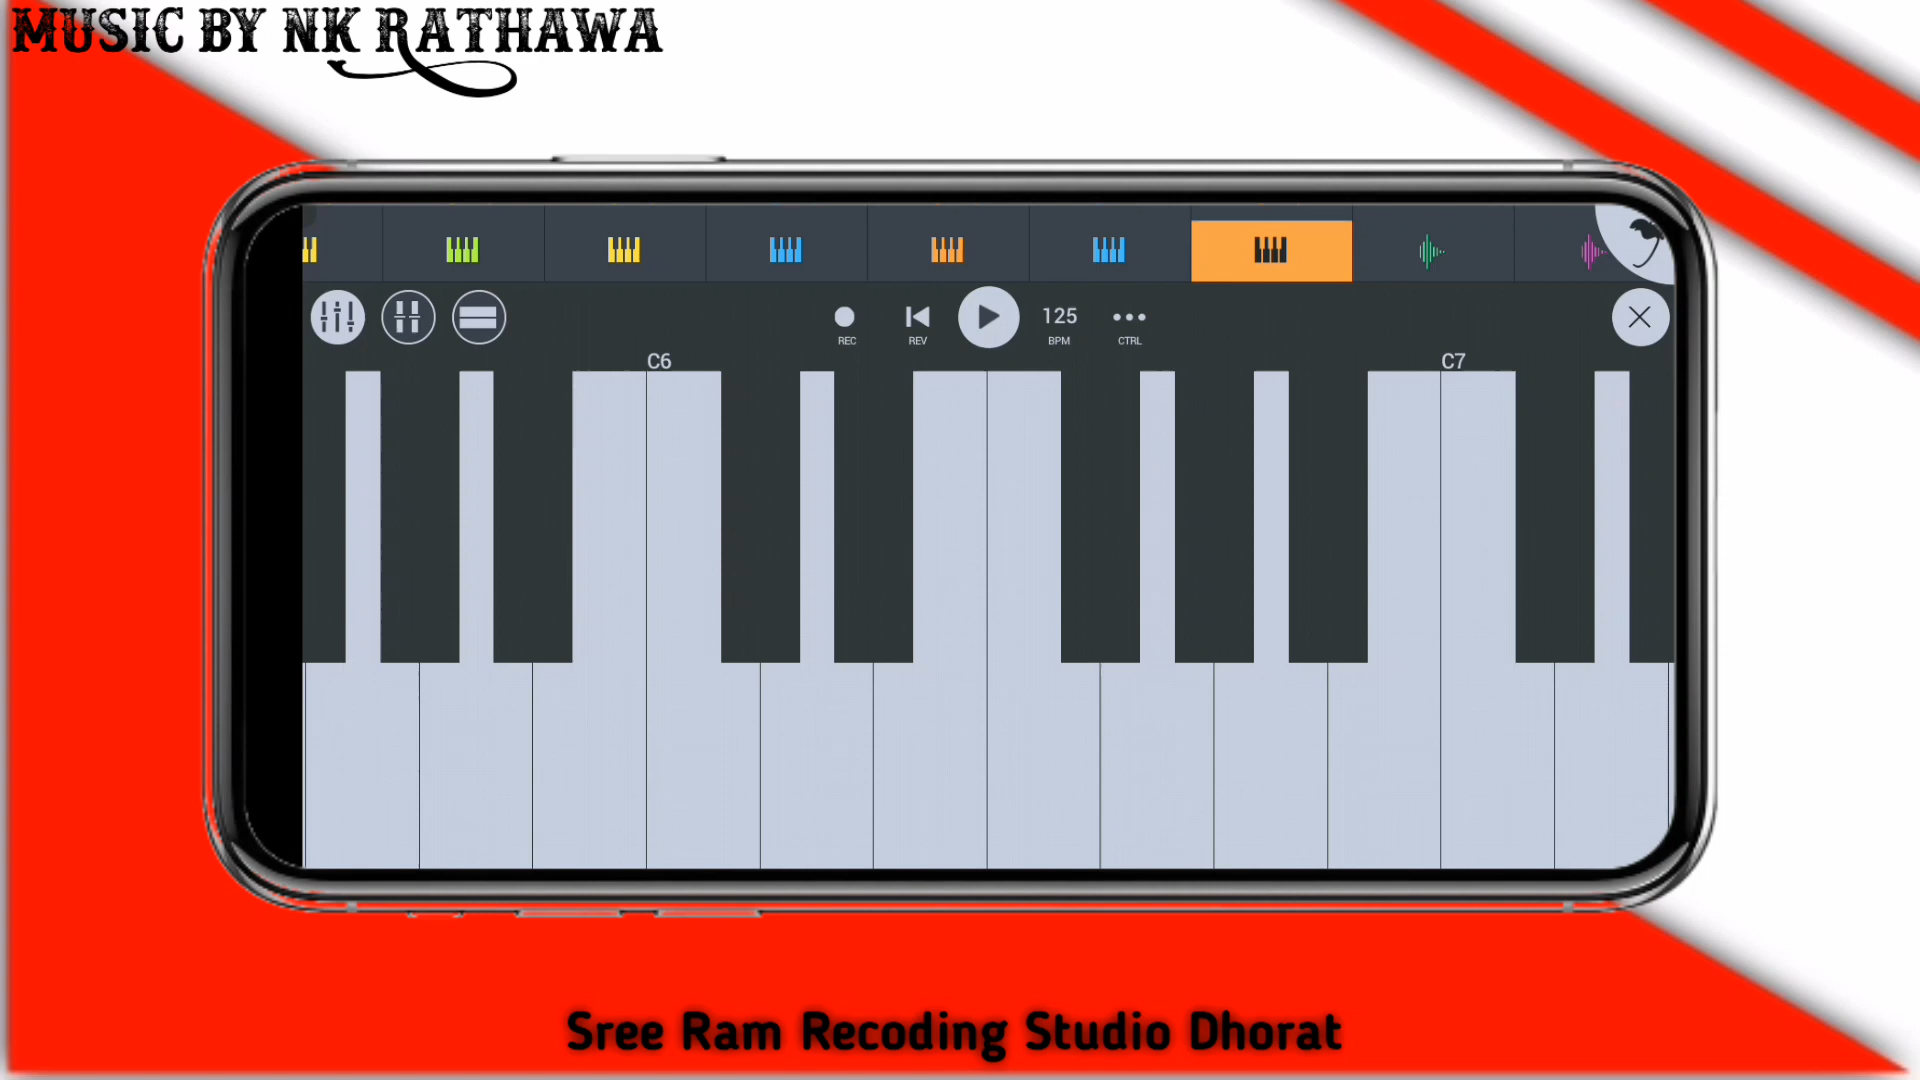 MUSIC BY NK RATHAWA
125
REC REV BPM CTRL
C6 C7
Sree Ram Recoding Studio Dhorat